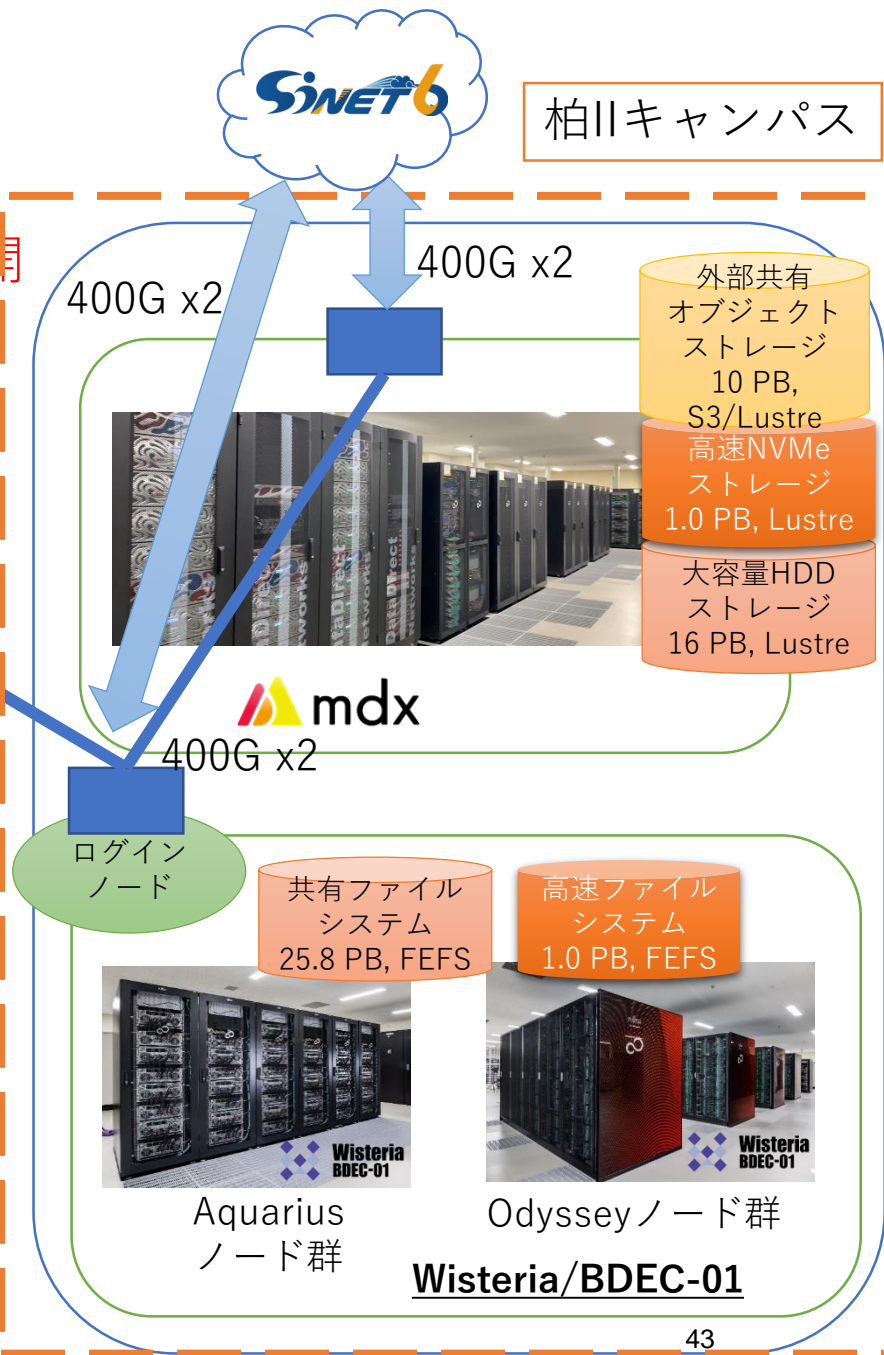 SINET6
柏IIキャンパス
開
400G x2
400G x2
外部共有
オブジェクト
ストレージ
10 PB,
S3/Lustre
高速NVMe
ストレージ
1.0 PB, Lustre
大容量HDD
ストレージ
16 PB, Lustre
DataDirect
Networks
mdx
400G x2
ログイン
ノード
共有ファイル
システム
25.8 PB, FEFS
高速ファイル
システム
1.0 PB, FEFS
Wisteria
BDEC-01
Wisteria
BDEC-01
Aquarius
ノード群
Odysseyノード群
Wisteria/BDEC-01
43